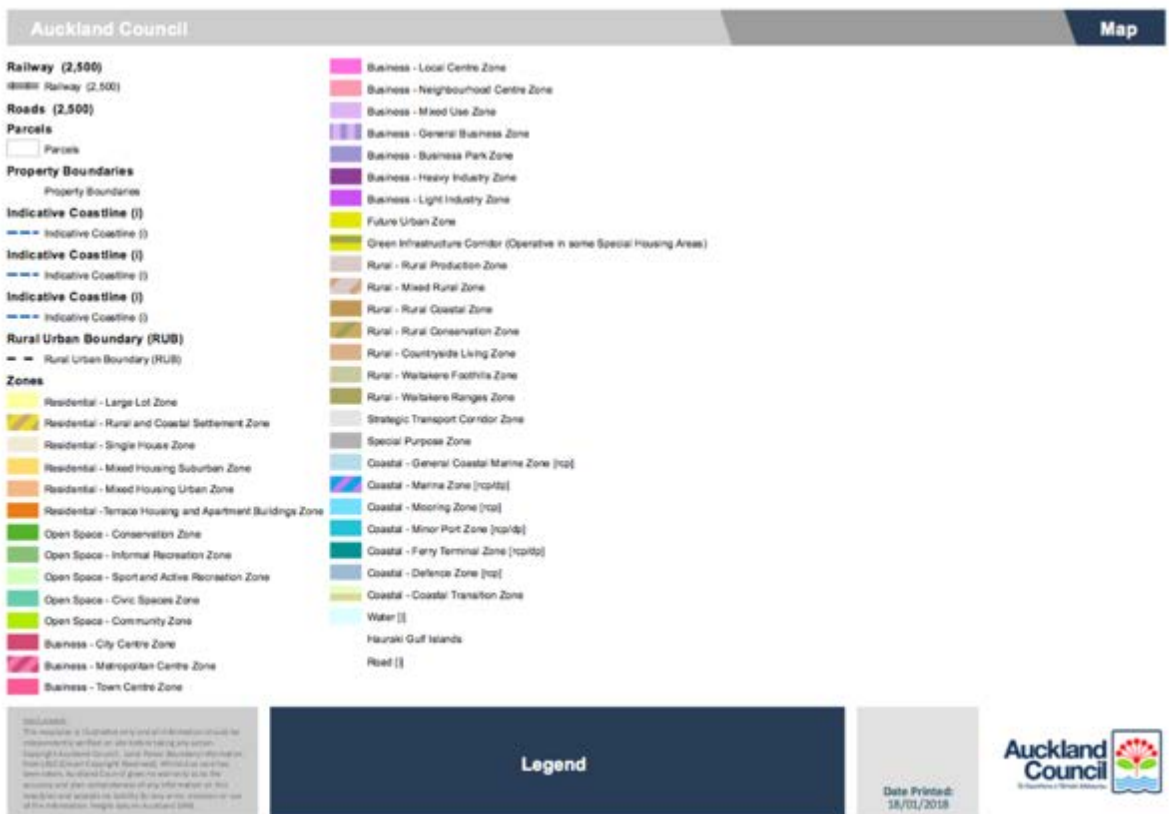 Auckland Council
Map
Railway (2,500)
Railway (2,500)
Roads (2,500)
Parcels
Parcels
Property Boundaries
Property Boundaries
Indicative Coastline (i)
Indicative Coastline (i)
Indicative Coastline (i)
Indicative Coastline (i)
Indicative Coastline (i)
Indicative Coastline (i)
Rural Urban Boundary (RUB)
Rural Urban Boundary (RUB)
Zones
Residential - Large Lot Zone
Residential - Rural and Coastal Settlement Zone
Residential - Single House Zone
Residential - Mixed Housing Suburban Zone
Residential - Mixed Housing Urban Zone
Residential -Terrace Housing and Apartment Buildings Zone
Open Space - Conservation Zone
Open Space - Informal Recreation Zone
Open Space - Sport and Active Recreation Zone
Open Space - Civic Spaces Zone
Open Space - Community Zone
Business - City Centre Zone
Business - Metropolitan Centre Zone
Business - Town Centre Zone
Business - Local Centre Zone
Business - Neighbourhood Centre Zone
Business - Mixed Use Zone
Business - General Business Zone
Business - Business Park Zone
Business - Heavy Industry Zone
Business - Light Industry Zone
Future Urban Zone
Green Infrastructure Corridor (Operative in some Special Housing Areas)
Rural - Rural Production Zone
Rural - Mixed Rural Zone
Rural - Rural Coastal Zone
Rural - Rural Conservation Zone
Rural - Countryside Living Zone
Rural - Waitakere Foothills Zone
Rural - Waitakere Ranges Zone
Strategic Transport Corridor Zone
Special Purpose Zone
Coastal - General Coastal Marine Zone [rcp]
Coastal - Marina Zone [rcp/dp]
Coastal - Mooring Zone [rcp]
Coastal - Minor Port Zone [rcp/dp]
Coastal - Ferry Terminal Zone [rcp/dp]
Coastal - Defence Zone [rcp]
Coastal - Coastal Transition Zone
Water [i]
Hauraki Gulf Islands
Road [i]
DISCLAIMER:
Legend
Date Printed:
18/01/2018
Auckland
Council